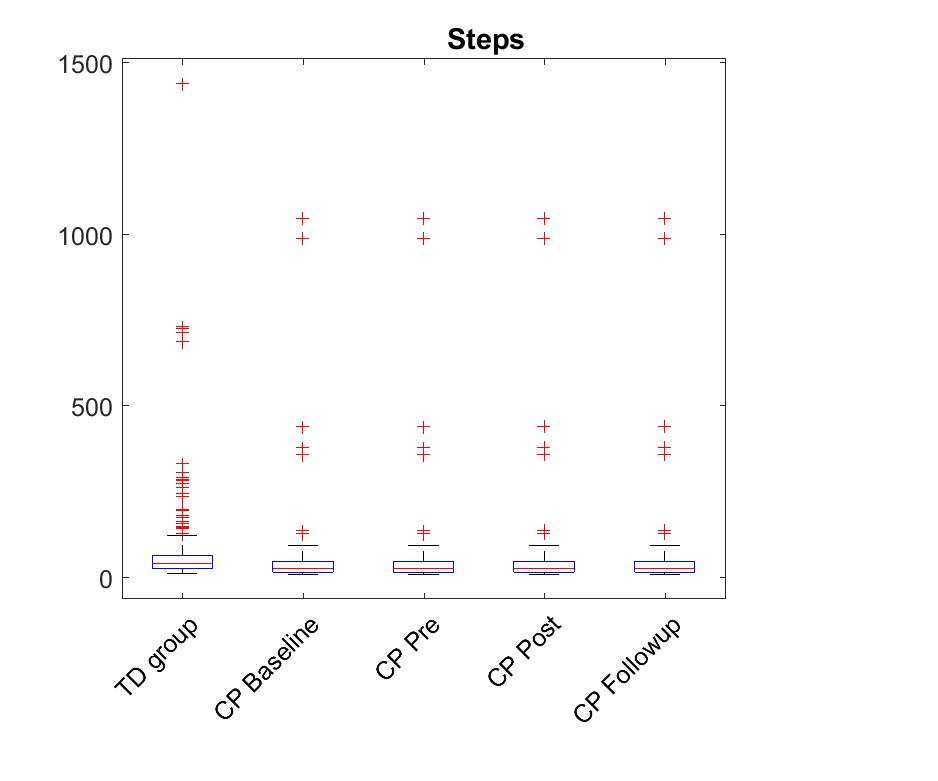 Steps
1500
1000
500
0
TD group
CP Baseline
CP Pre
CP Post
CP Followup